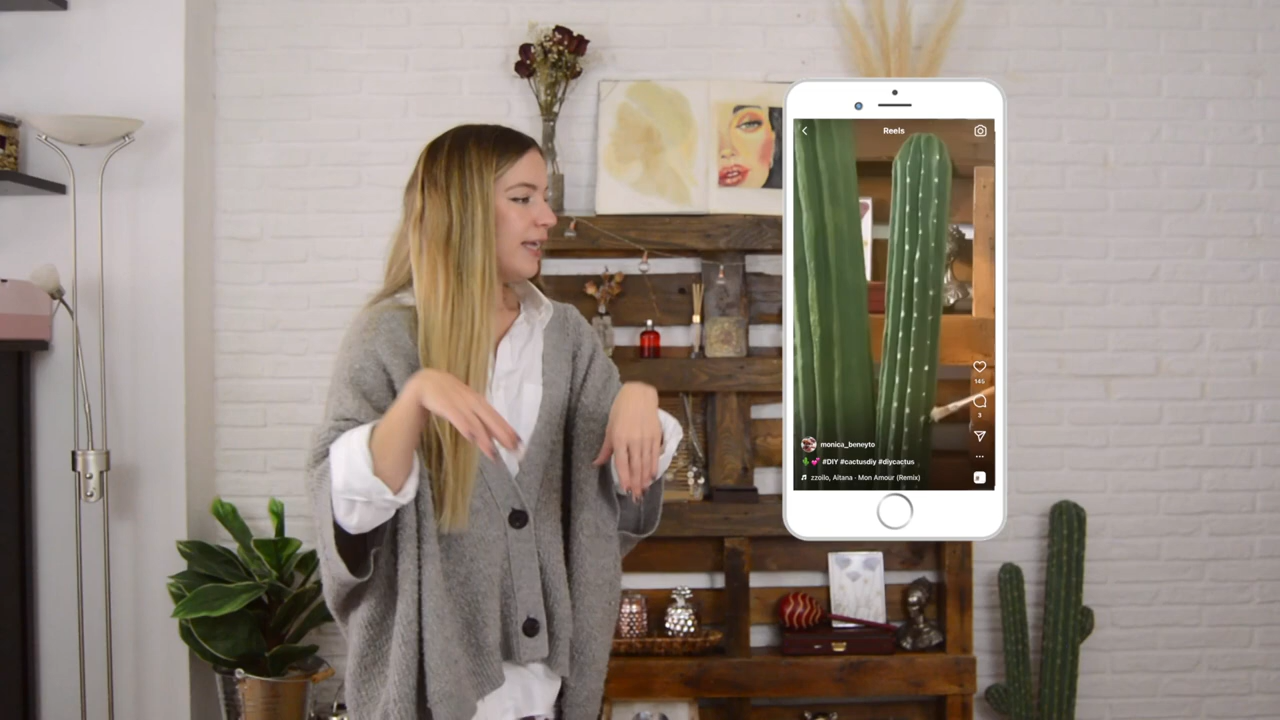 Reels
145
3
monica_beneyto
🌵💕 #DIY #cactusdiy #diycactus
zzoilo, Aitana · Mon Amour (Remix)